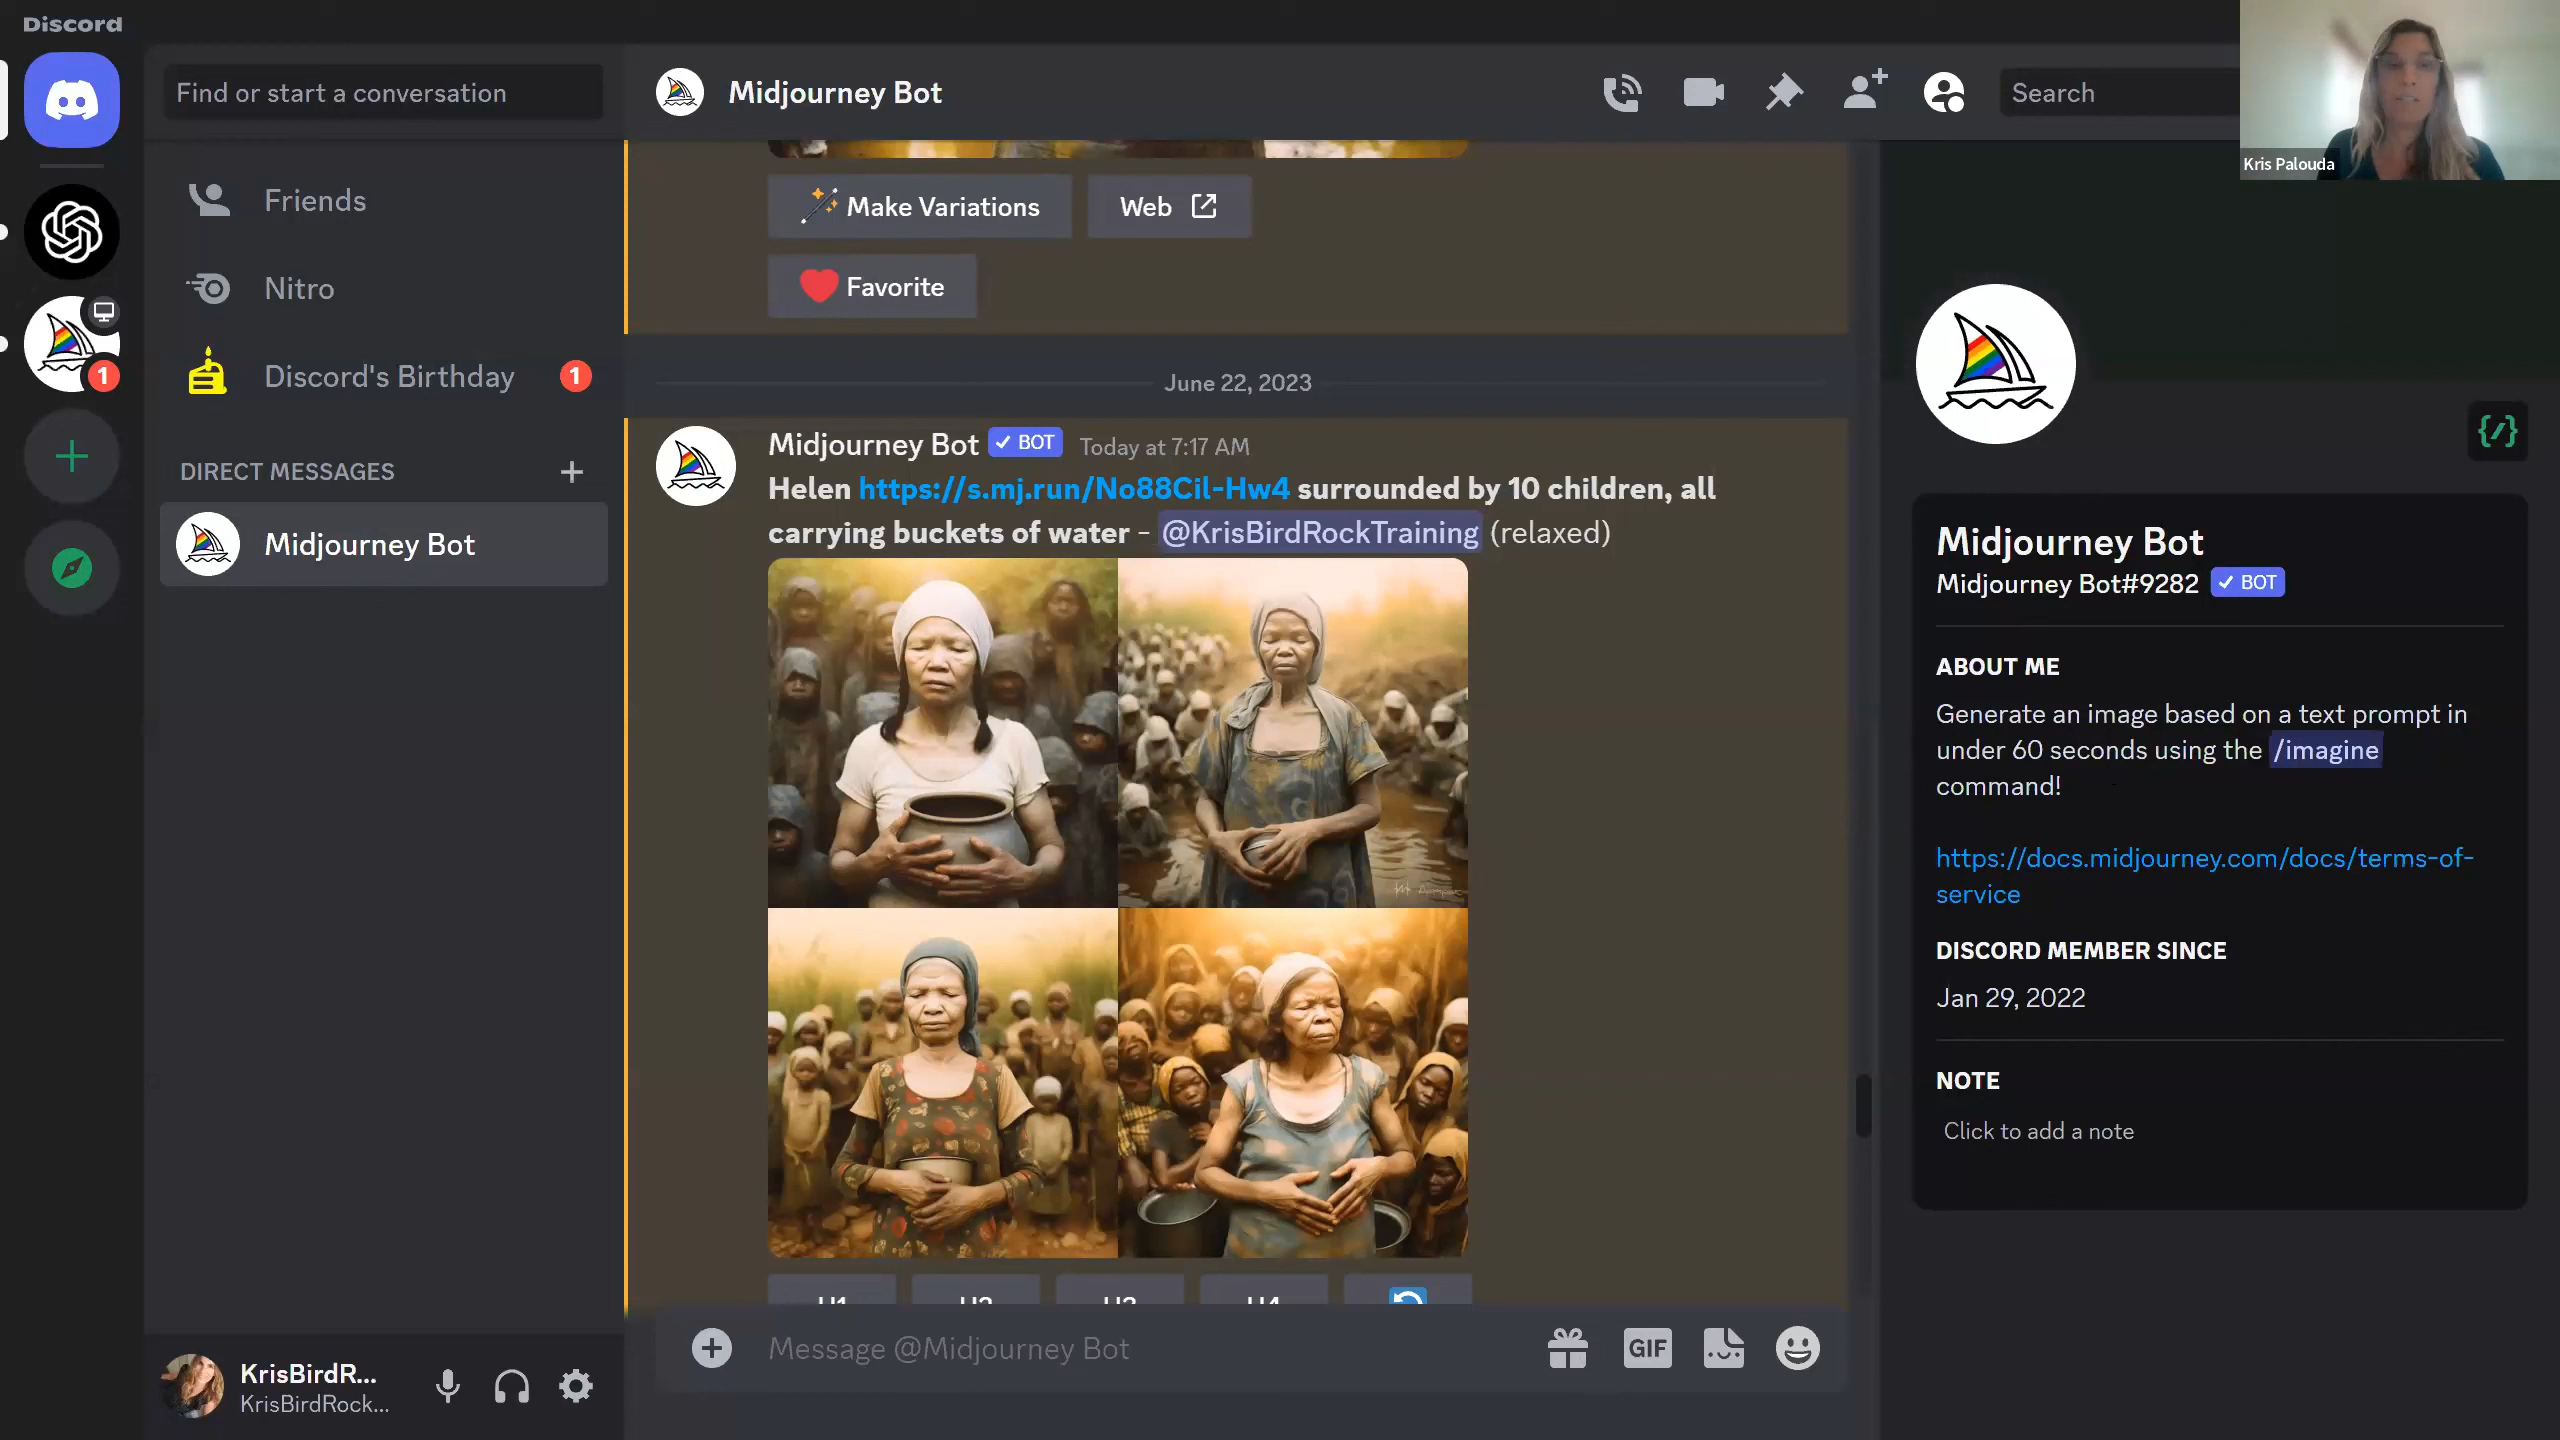 Discord
Find or start a conversation
Midjourney Bot
Search
Kris Palouda
Friends
Nitro
Discord's Birthday
1
1
DIRECT MESSAGES
Midjourney Bot
Make Variations
Web
Favorite
June 22, 2023
Midjourney Bot BOT Today at 7:17 AM
Helen https://s.mj.run/No88Cil-Hw4 surrounded by 10 children, all
carrying buckets of water - @KrisBirdRockTraining (relaxed)
U1 U2 U3 U4
Message @Midjourney Bot
GIF
KrisBirdR...
KrisBirdRock...
Midjourney Bot
Midjourney Bot#9282 BOT
ABOUT ME
Generate an image based on a text prompt in
under 60 seconds using the /imagine
command!
https://docs.midjourney.com/docs/terms-of-
service
DISCORD MEMBER SINCE
Jan 29, 2022
NOTE
Click to add a note